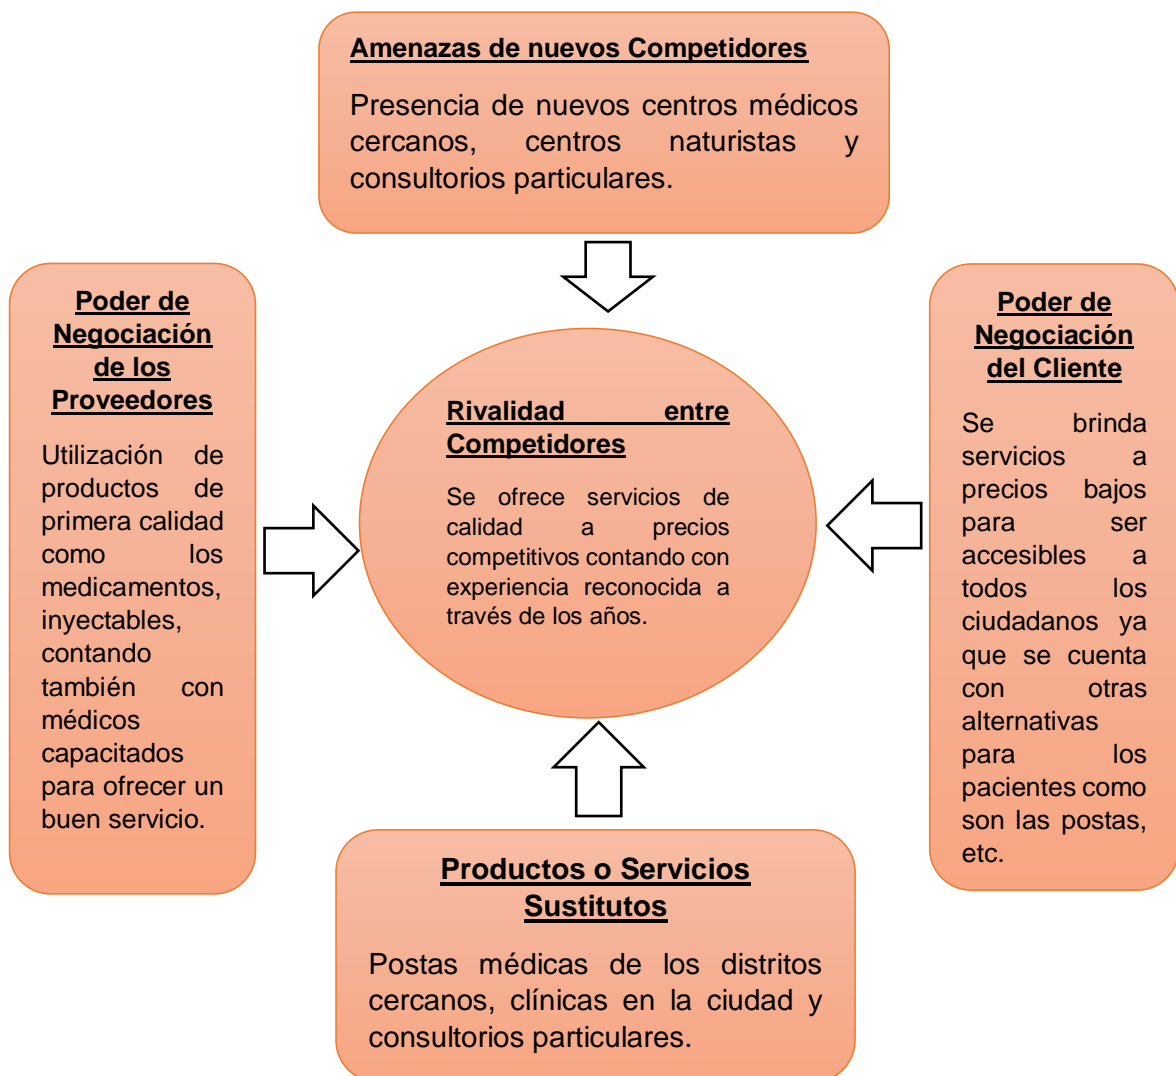 Amenazas de nuevos Competidores
Presencia de nuevos centros médicos
cercanos, centros naturistas y
consultorios particulares.
Poder de
Negociación
de los
Proveedores
Utilización de
productos de
primera calidad
como los
medicamentos,
inyectables,
contando
también con
médicos
capacitados
para ofrecer un
buen servicio.
Rivalidad entre
Competidores
Se ofrece servicios de
calidad a precios
competitivos contando con
experiencia reconocida a
través de los años.
Poder de
Negociación
del Cliente
Se brinda
servicios a
precios bajos
para ser
accesibles a
todos los
ciudadanos ya
que se cuenta
con otras
alternativas
para los
pacientes como
son las postas,
etc.
Productos o Servicios
Sustitutos
Postas médicas de los distritos
cercanos, clínicas en la ciudad y
consultorios particulares.